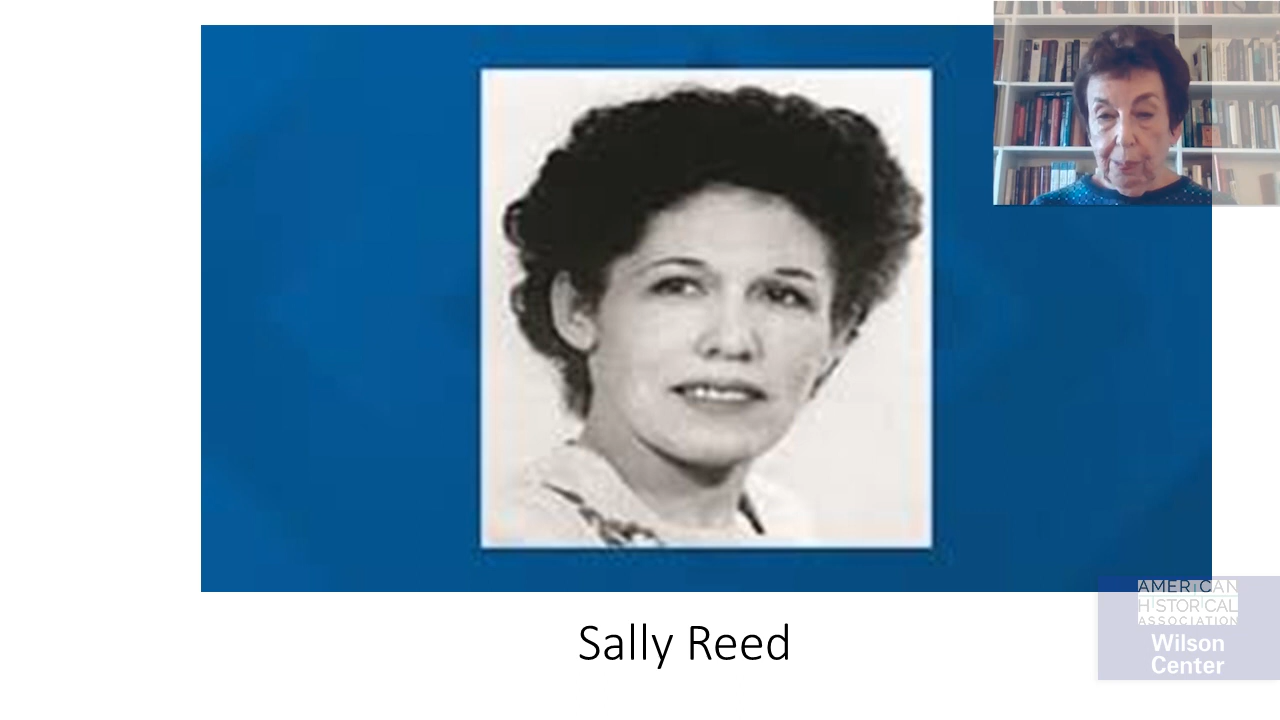 Sally Reed
AMERICAN
HISTORICAL
ASSOCIATION
Wilson
Center